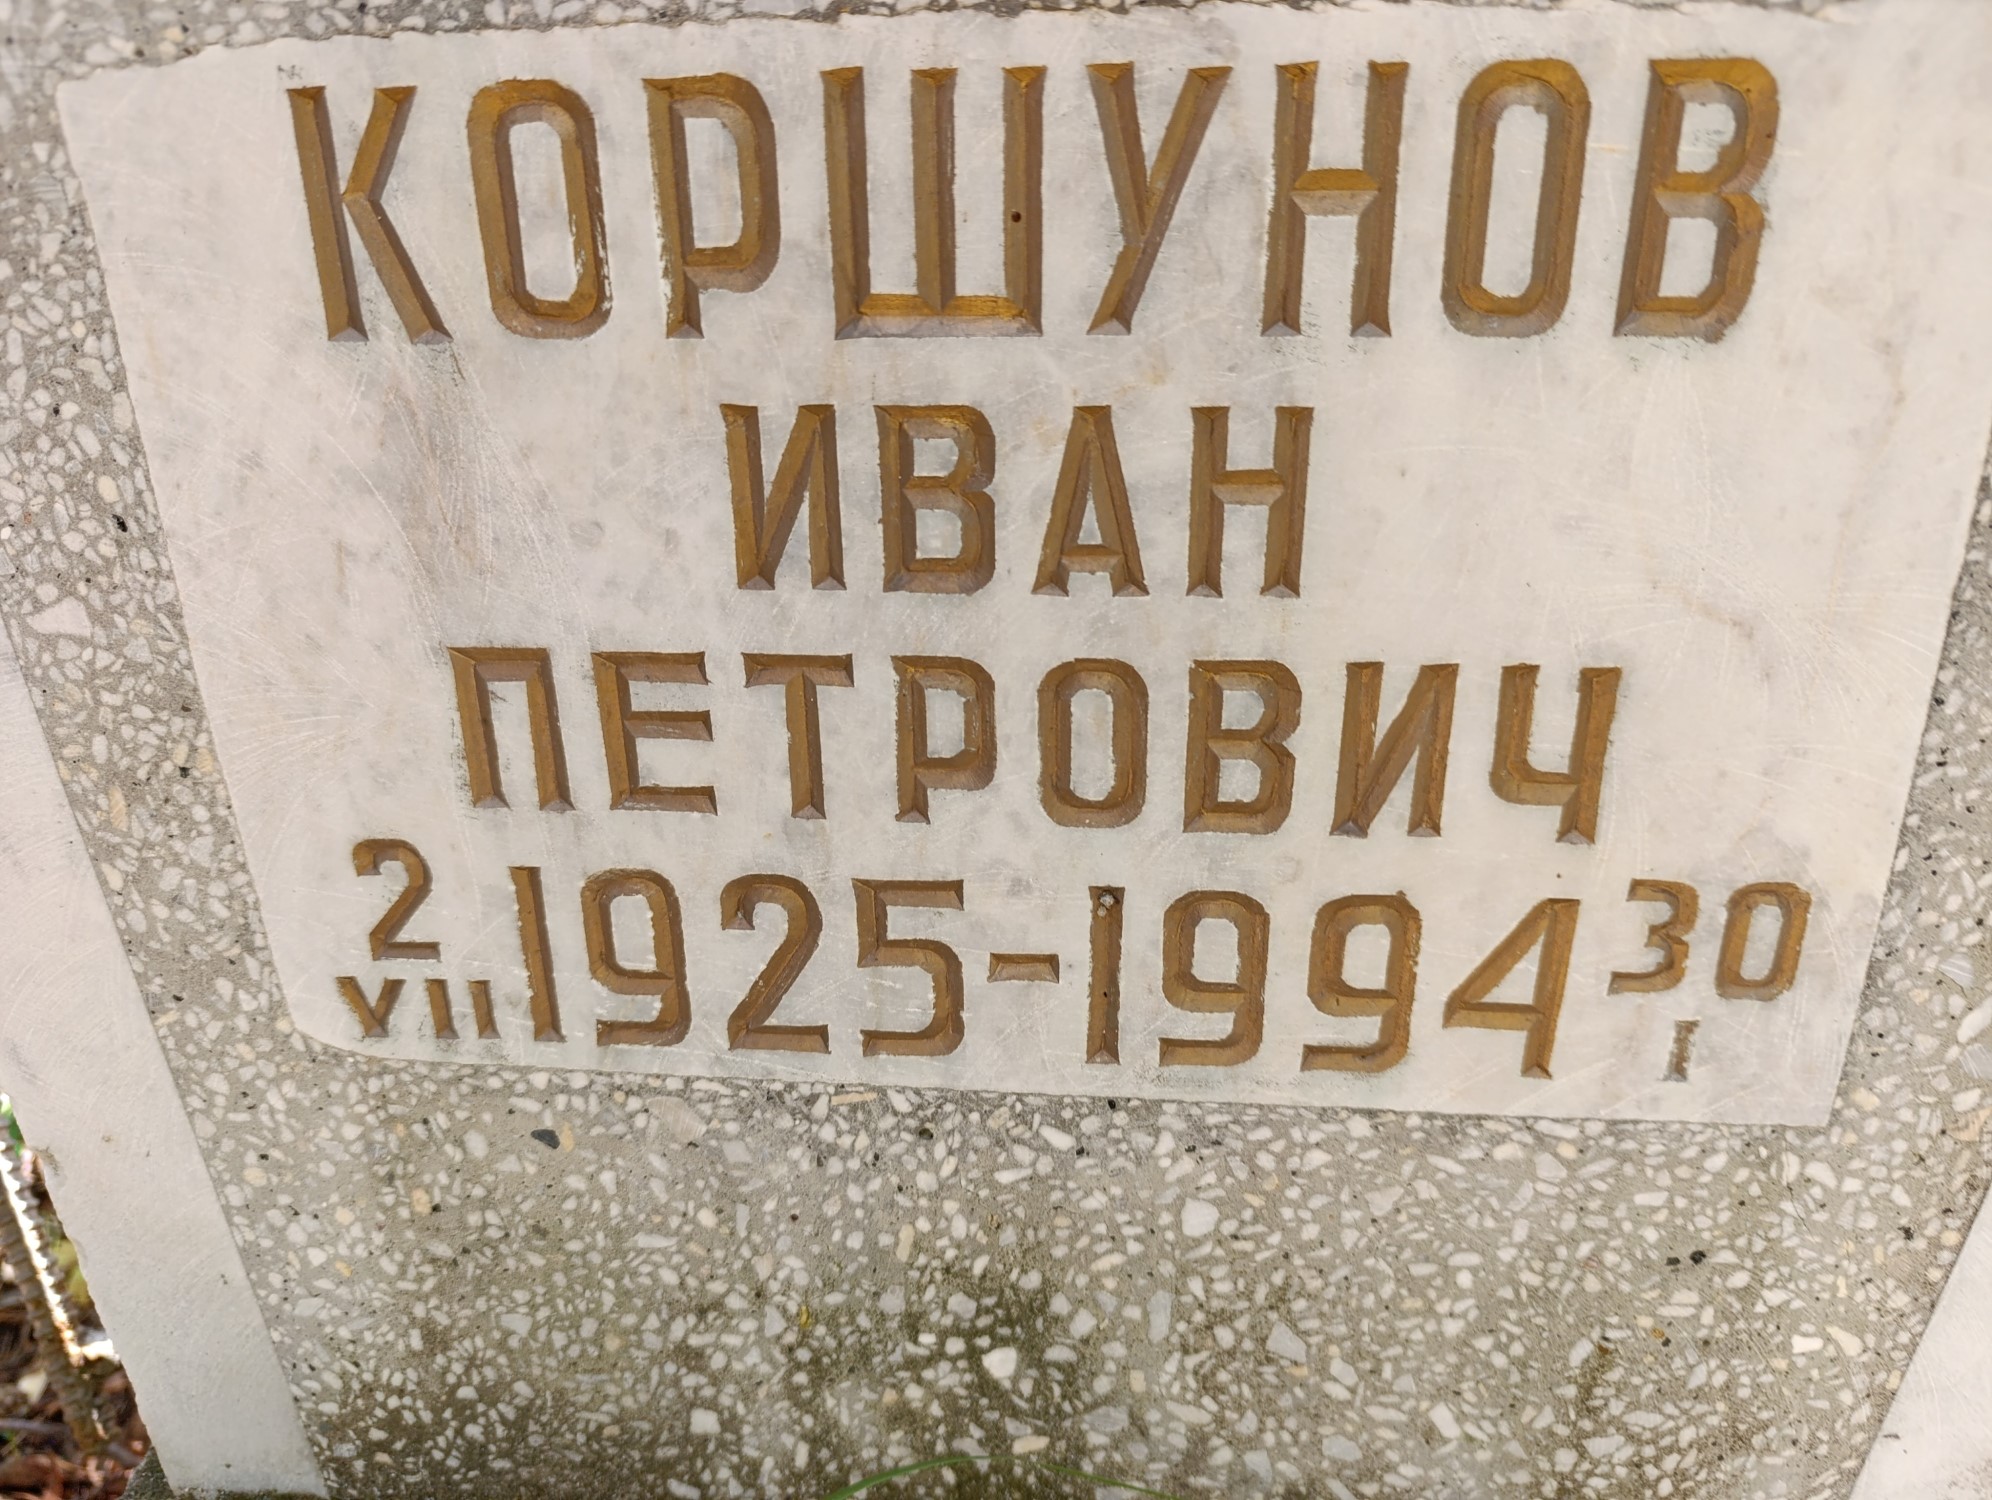 КОРШУНОВ
ИВАН
ПЕТРОВИЧ
2 VII 1925-1994 30 I